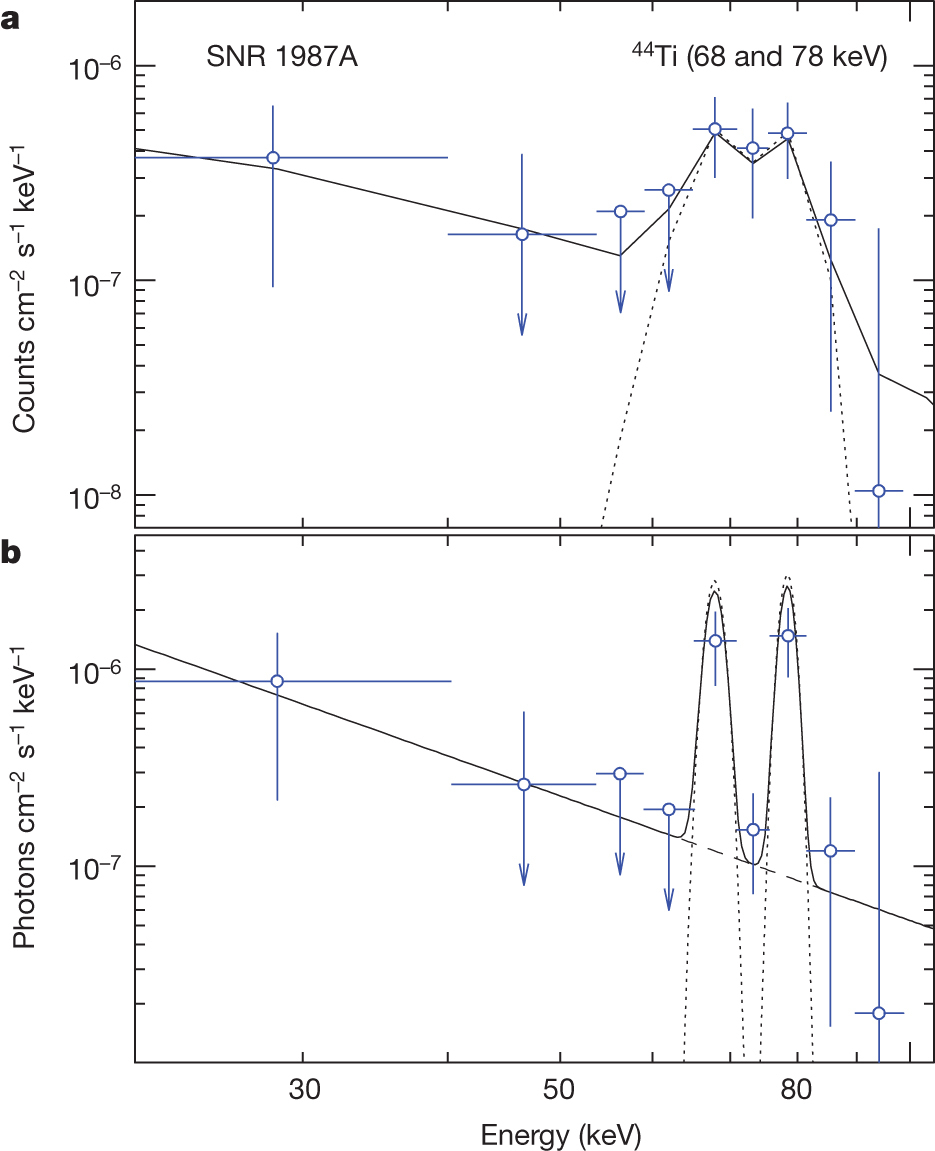 a
SNR 1987A
⁴⁴Ti (68 and 78 keV)
10⁻⁶
10⁻⁷
10⁻⁸
Counts cm⁻² s⁻¹ keV⁻¹
b
10⁻⁶
10⁻⁷
Photons cm⁻² s⁻¹ keV⁻¹
30
50
80
Energy (keV)